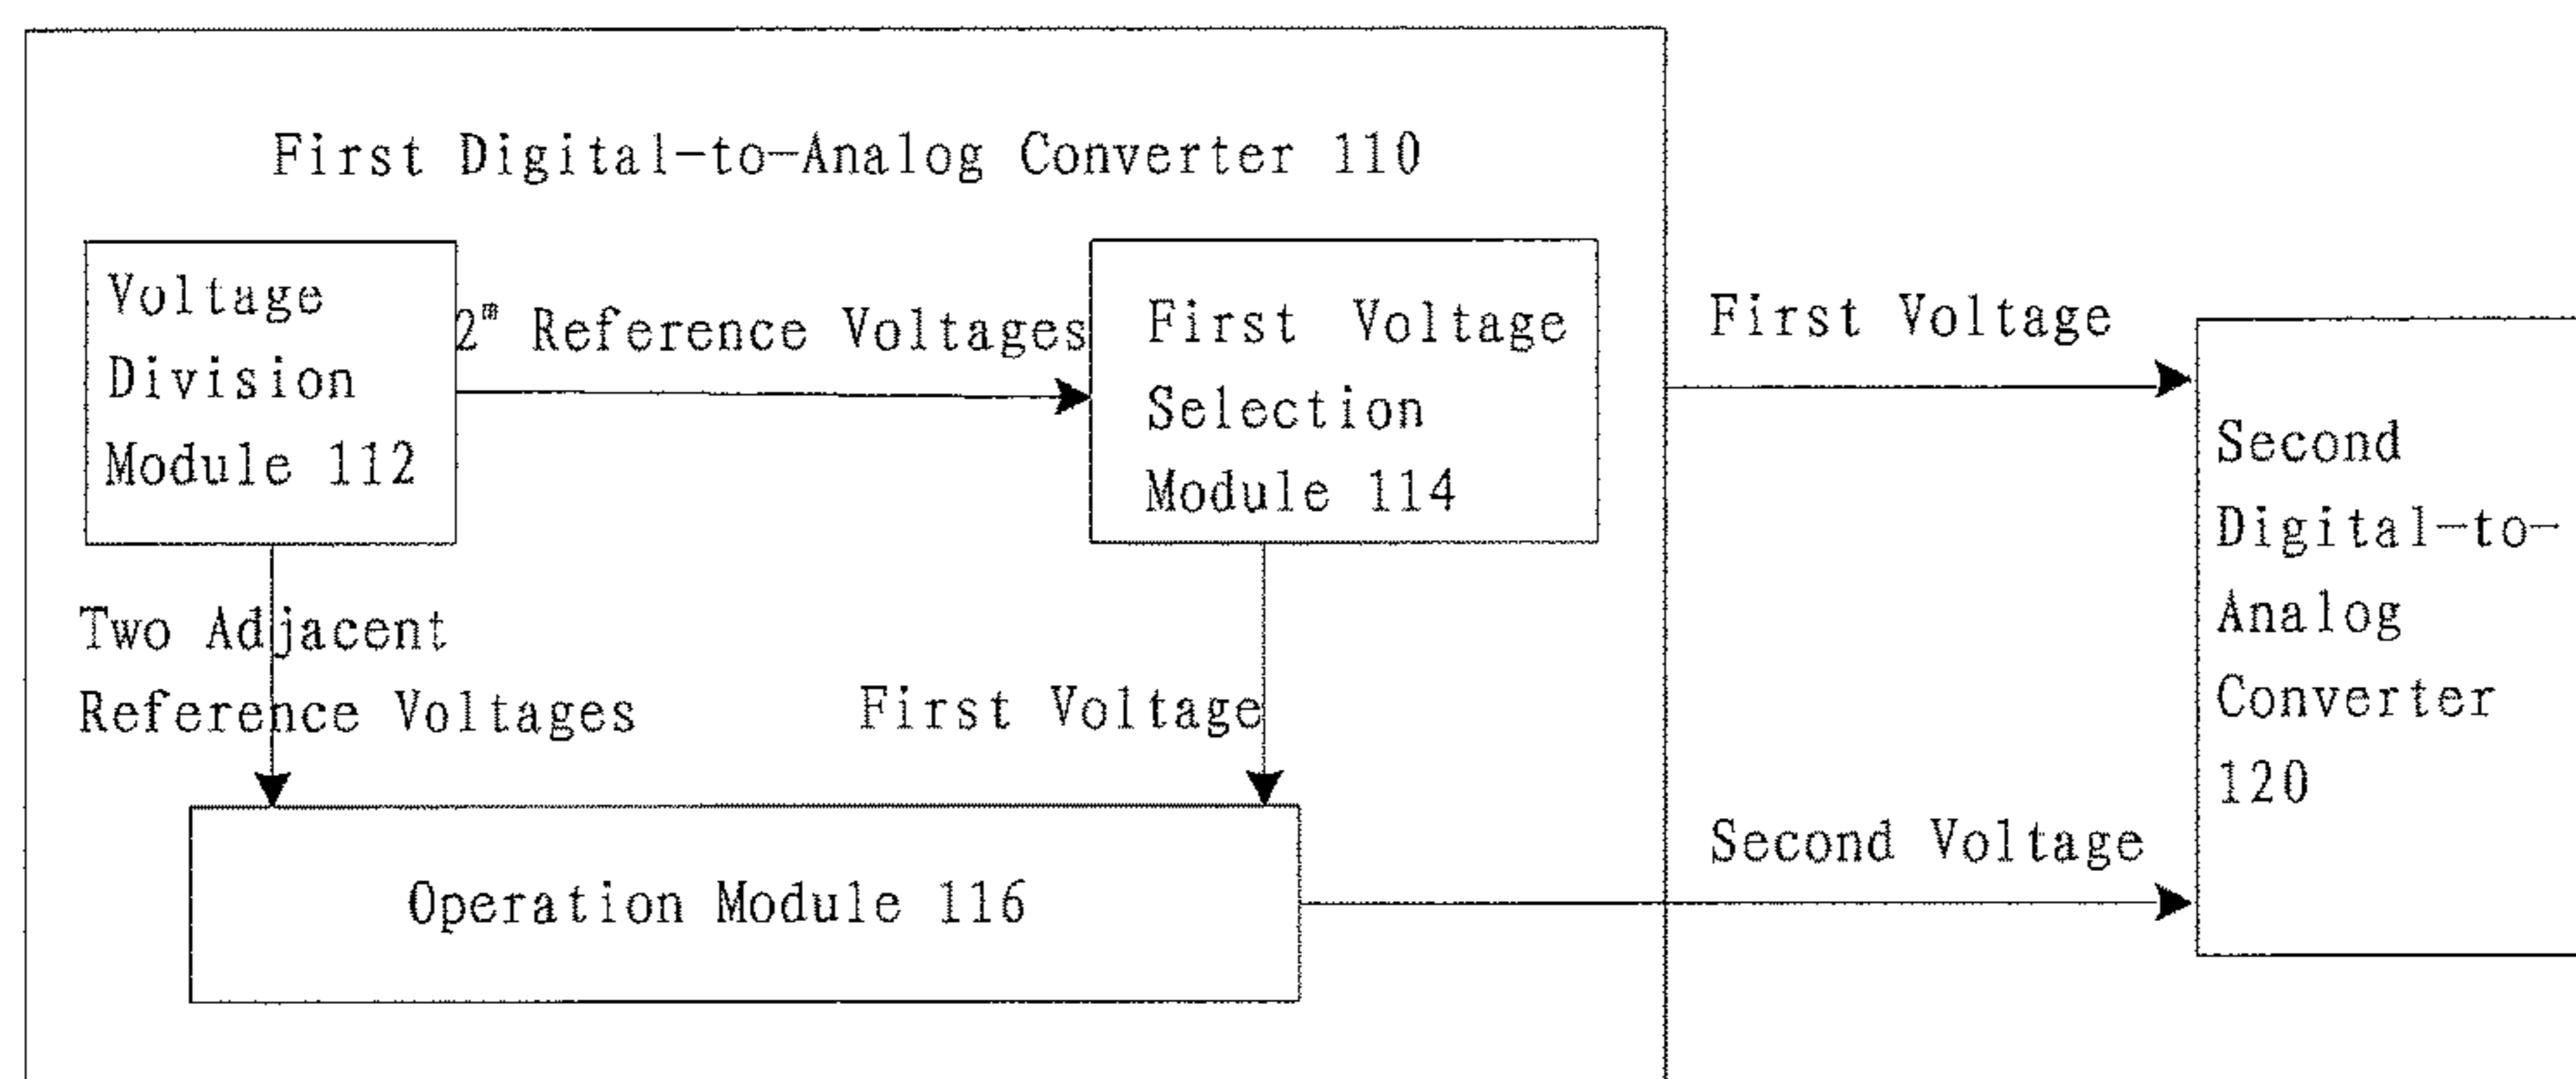 First Digital-to-Analog Converter 110
Voltage
Division
Module 112
2ᵐ Reference Voltages
First Voltage
Selection
Module 114
First Voltage
Two Adjacent
Reference Voltages
First Voltage
Operation Module 116
Second Voltage
Second
Digital-to-
Analog
Converter
120